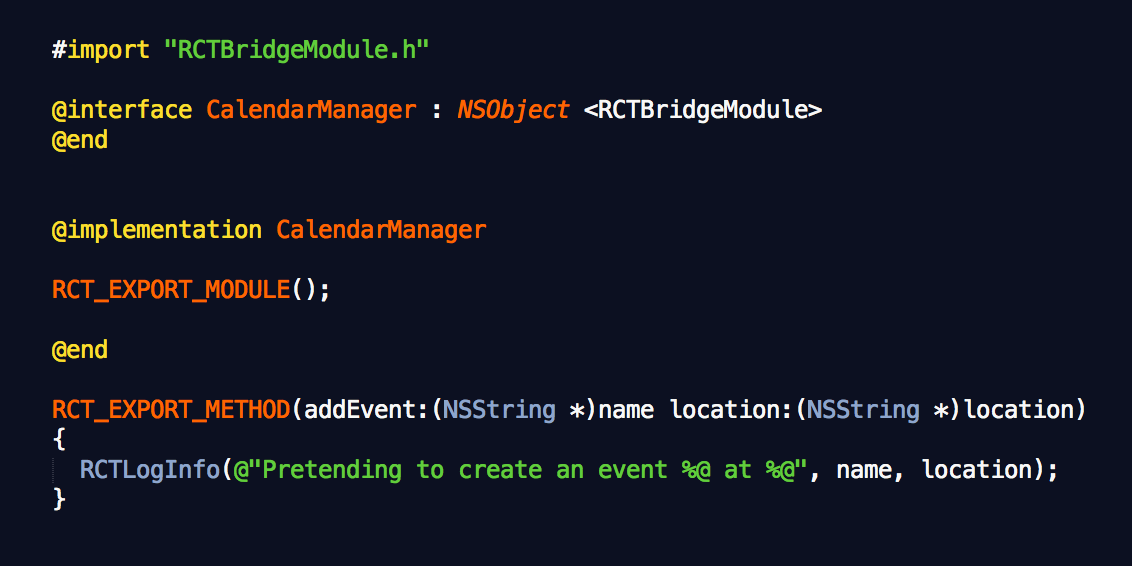 #import "RCTBridgeModule.h"
@interface CalendarManager : NSObject <RCTBridgeModule>
@end
@implementation CalendarManager
RCT_EXPORT_MODULE();
@end
RCT_EXPORT_METHOD(addEvent:(NSString *)name location:(NSString *)location)
{
  RCTLogInfo(@"Pretending to create an event %@ at %@", name, location);
}